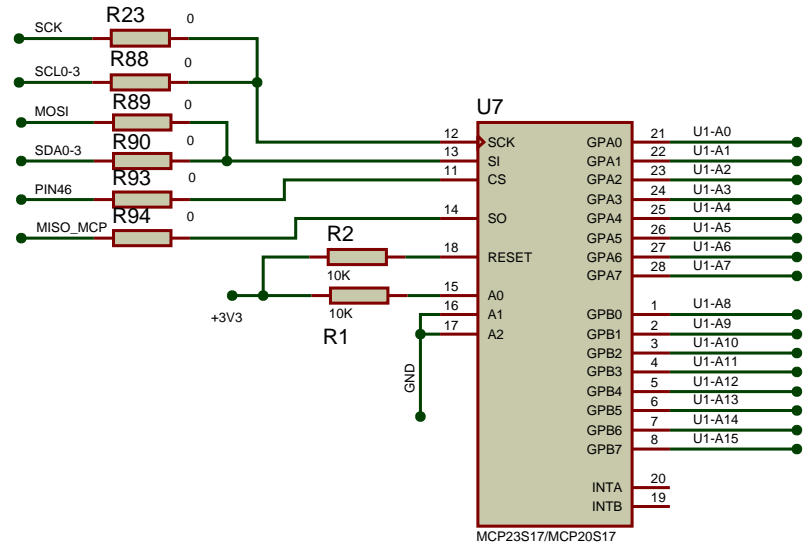 SCK
R23
0
SCL0-3
R88
0
MOSI
R89
0
SDA0-3
R90
0
PIN46
R93
0
MISO_MCP
R94
0
+3V3
R2
10K
10K
R1
GND
U7
12
SCK
13
SI
11
CS
14
SO
18
RESET
15
A0
16
A1
17
A2
GPA0
21
U1-A0
GPA1
22
U1-A1
GPA2
23
U1-A2
GPA3
24
U1-A3
GPA4
25
U1-A4
GPA5
26
U1-A5
GPA6
27
U1-A6
GPA7
28
U1-A7
GPB0
1
U1-A8
GPB1
2
U1-A9
GPB2
3
U1-A10
GPB3
4
U1-A11
GPB4
5
U1-A12
GPB5
6
U1-A13
GPB6
7
U1-A14
GPB7
8
U1-A15
INTA
20
INTB
19
MCP23S17/MCP20S17